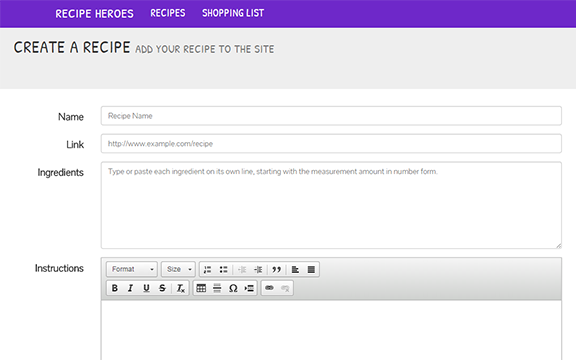 RECIPE HEROES RECIPES SHOPPING LIST
CREATE A RECIPE ADD YOUR RECIPE TO THE SITE
Name Recipe Name
Link http://www.example.com/recipe
Ingredients Type or paste each ingredient on its own line, starting with the measurement amount in number form.
Instructions Format Size
B I U S Tx Ω